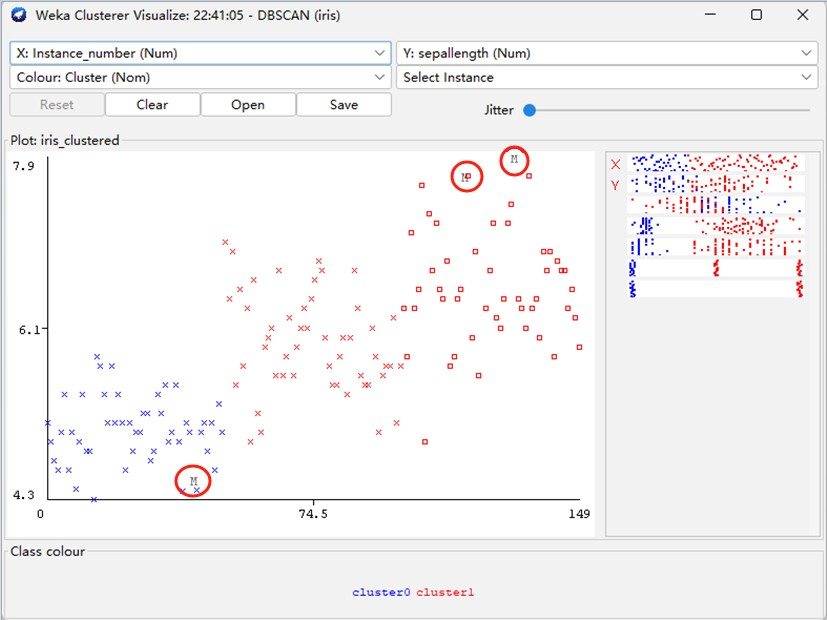 Weka Clusterer Visualize: 22:41:05 - DBSCAN (iris)
X: Instance_number (Num)
Y: sepallength (Num)
Colour: Cluster (Nom)
Select Instance
Reset
Clear
Open
Save
Jitter
Plot: iris_clustered
7.9
M
M
X
Y
6.1
M
4.3
0
74.5
149
Class colour
cluster0 cluster1